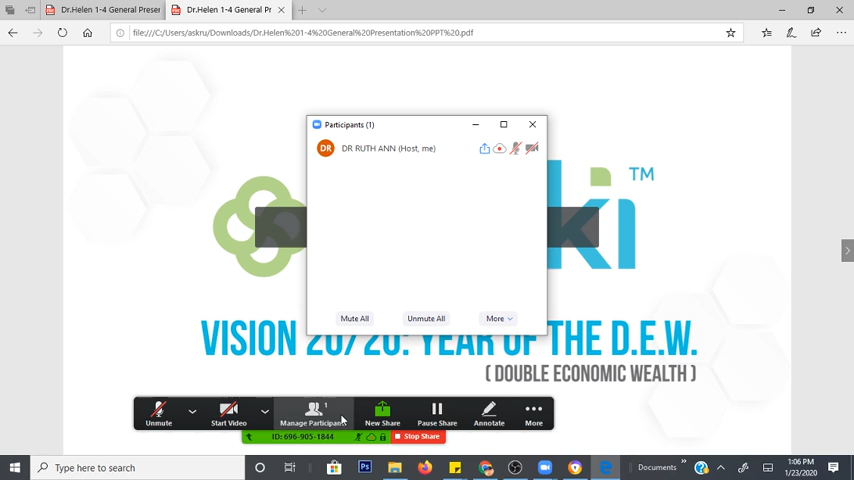 Dr.Helen 1-4 General Preser
Dr.Helen 1-4 General Pr
file:///C:/Users/askru/Downloads/Dr.Helen%201-4%20General%20Presentation%20PPT%20.pdf
Participants (1)
DR DR RUTH ANN (Host, me)
ki TM
Mute All Unmute All More
VISION 20/20: YEAR OF THE D.E.W.
( DOUBLE ECONOMIC WEALTH )
1
Unmute Start Video Manage Participants New Share Pause Share Annotate More
ID: 696-905-1844 Stop Share
Type here to search
Ps
Documents
1:06 PM
1/23/2020